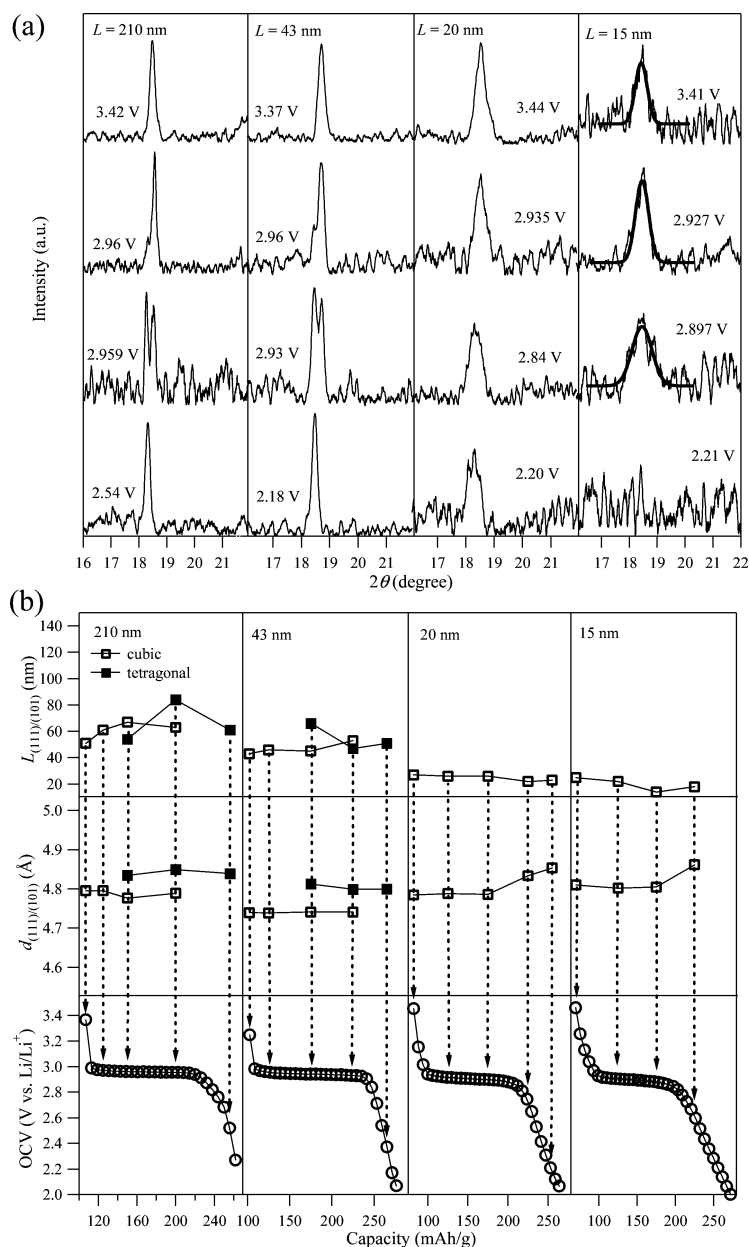 (a)
L = 210 nm
L = 43 nm
L = 20 nm
L = 15 nm
3.42 V
3.37 V
3.44 V
3.41 V
2.96 V
2.96 V
2.935 V
2.927 V
2.959 V
2.93 V
2.84 V
2.897 V
2.54 V
2.18 V
2.20 V
2.21 V
Intensity (a.u.)
16 17 18 19 20 21
17 18 19 20 21
17 18 19 20 21
17 18 19 20 21 22
2θ (degree)
(b)
210 nm
43 nm
20 nm
15 nm
cubic
tetragonal
L(111)/(101) (nm)
140
120
100
80
60
40
20
d(111)/(101) (Å)
5.0
4.9
4.8
4.7
4.6
OCV (V vs. Li/Li+)
3.4
3.2
3.0
2.8
2.6
2.4
2.2
2.0
120 160 200 240
100 150 200 250
100 150 200 250
100 150 200 250
Capacity (mAh/g)